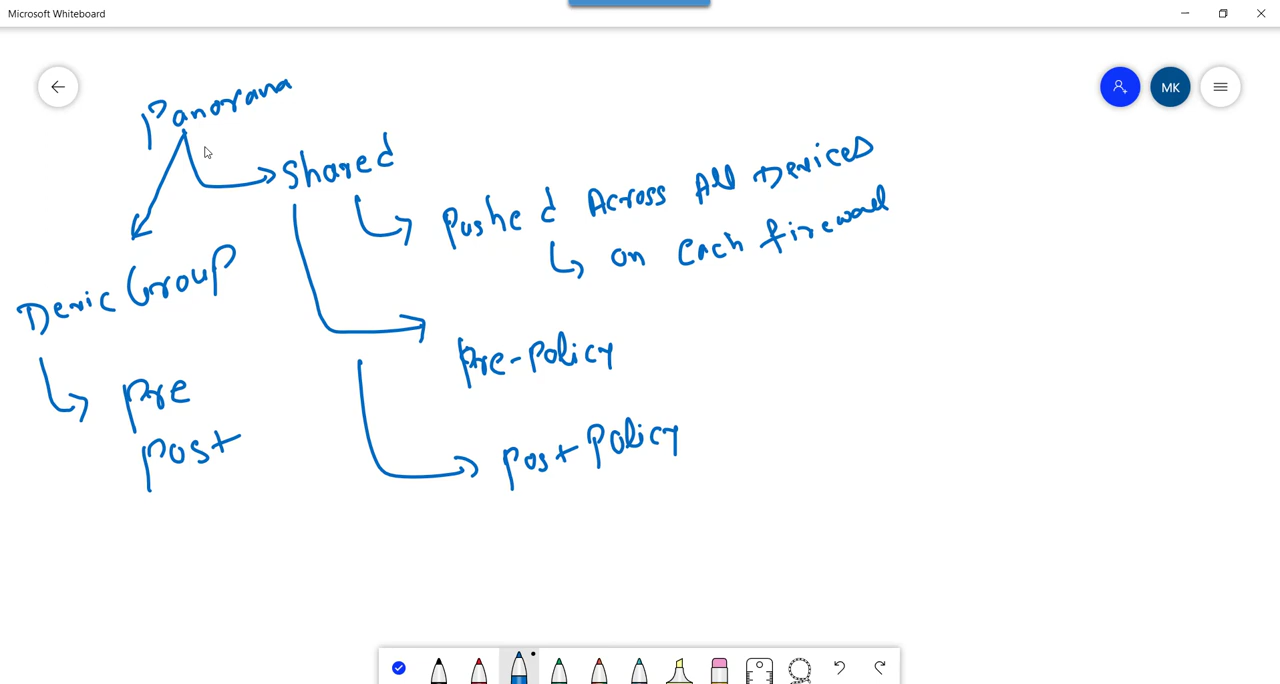 Microsoft Whiteboard
MK
Panorama
Shared
Pushed Across All Devices
on Each firewall
Devic Group
Pre-Policy
Pre
Post
Post Policy